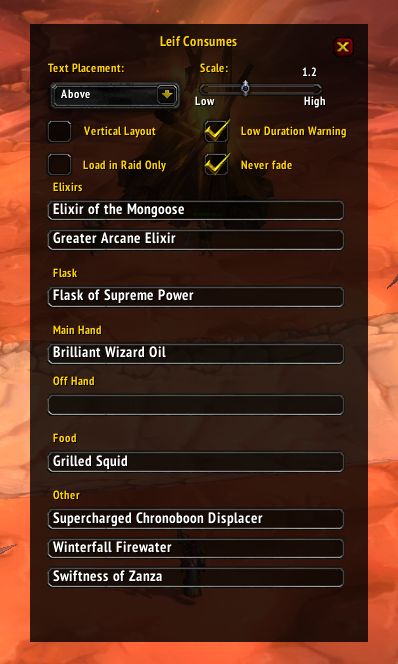 Leif Consumes
Text Placement:
Scale:
1.2
Above
Low
High
Vertical Layout
Low Duration Warning
Load in Raid Only
Never fade
Elixirs
Elixir of the Mongoose
Greater Arcane Elixir
Flask
Flask of Supreme Power
Main Hand
Brilliant Wizard Oil
Off Hand
Food
Grilled Squid
Other
Supercharged Chronoboon Displacer
Winterfall Firewater
Swiftness of Zanza